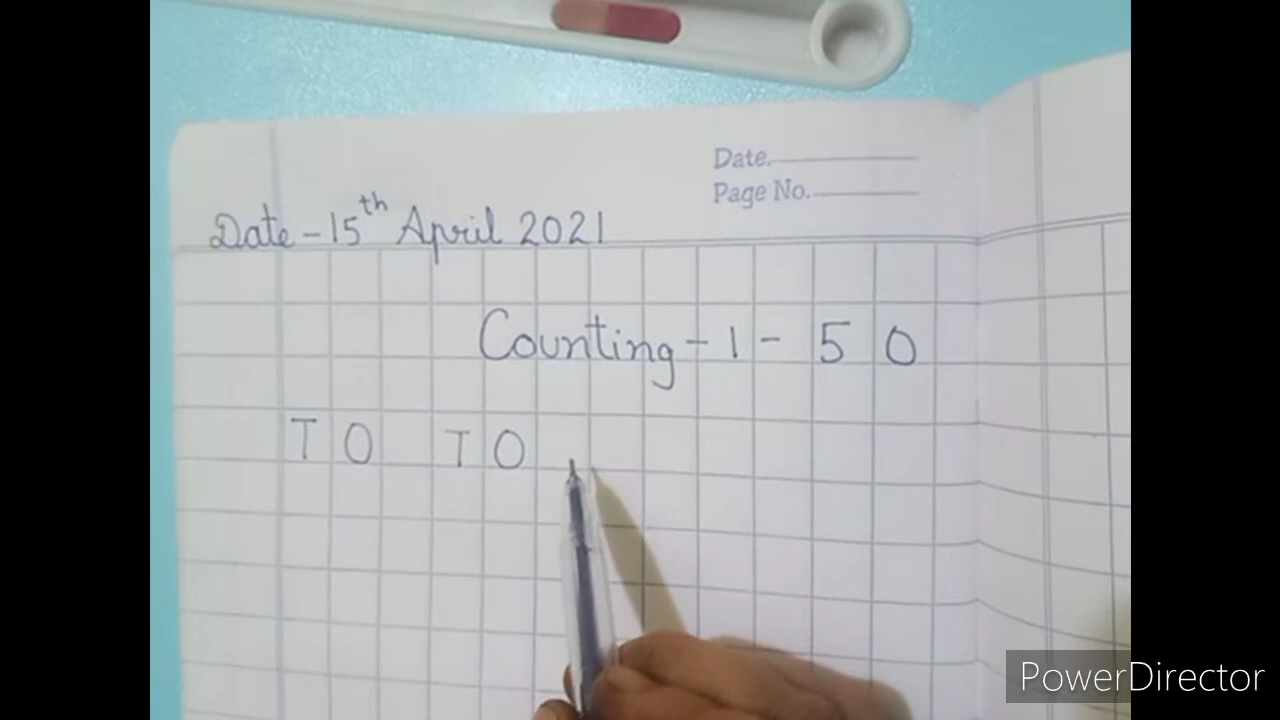 Date.
Page No.
Date - 15th April 2021
Counting - 1 - 50
T O T O
PowerDirector